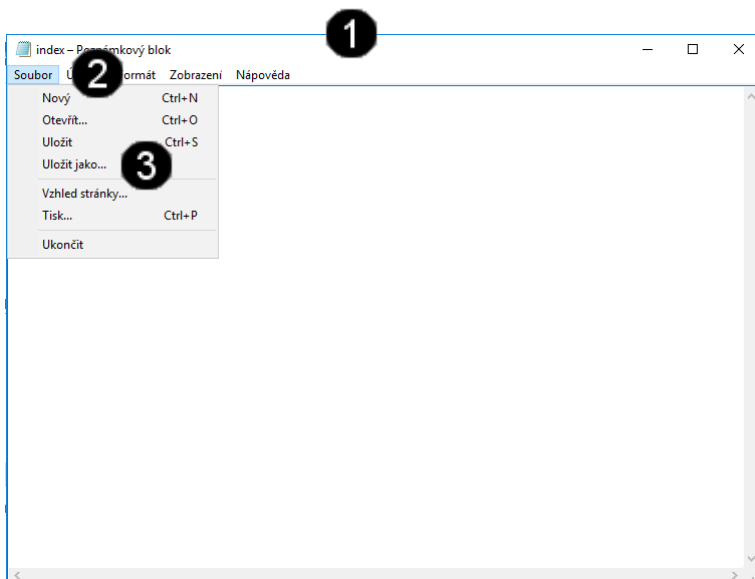 1
index – Poznámkový blok
2
Soubor Formát Zobrazení Nápověda
Nový Ctrl+N
Otevřít... Ctrl+O
Uložit Ctrl+S
Uložit jako... 3
Vzhled stránky...
Tisk... Ctrl+P
Ukončit